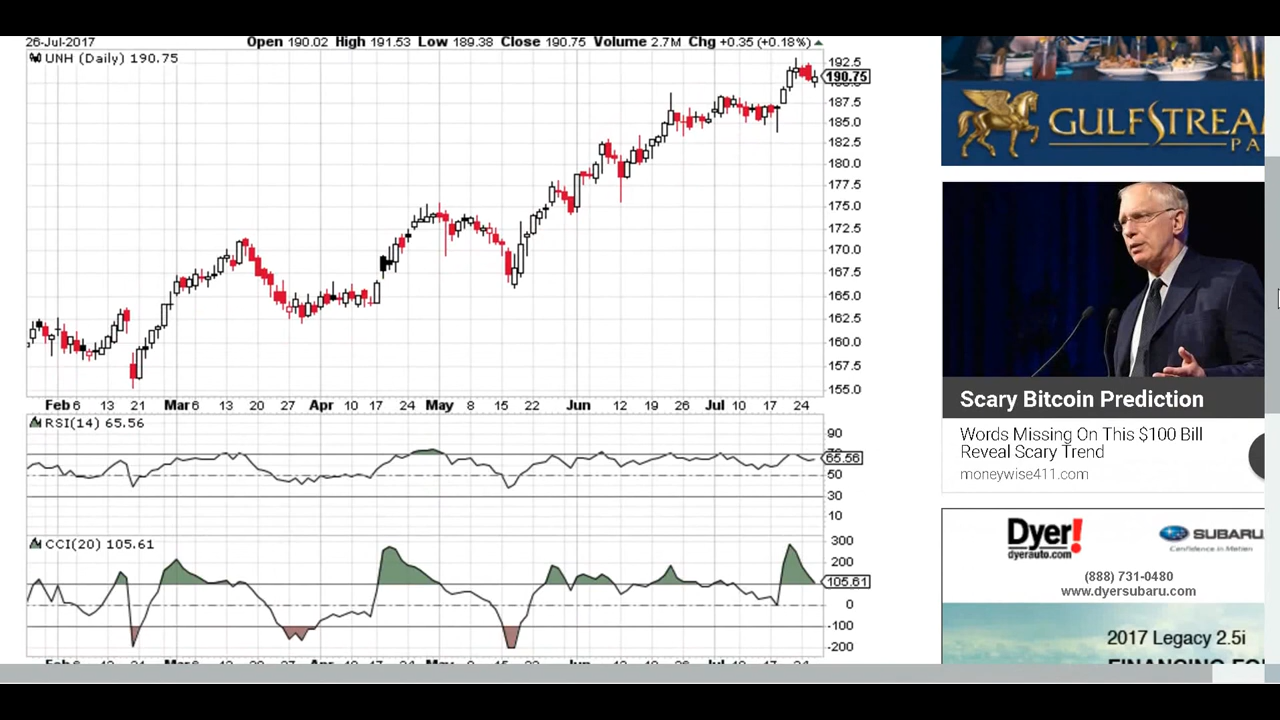 26-Jul-2017 Open 190.02 High 191.53 Low 189.38 Close 190.75 Volume 2.7M Chg +0.35 (+0.18%)
UNH (Daily) 190.75
192.5
190.75
187.5
185.0
182.5
180.0
177.5
175.0
172.5
170.0
167.5
165.0
162.5
160.0
157.5
155.0
Feb 6 13 21 Mar 6 13 20 27 Apr 10 17 24 May 8 15 22 Jun 12 19 26 Jul 10 17 24
RSI(14) 65.56
90
65.56
50
30
10
CCI(20) 105.61
300
200
105.61
0
-100
-200
GULFSTREA
PA
Scary Bitcoin Prediction
Words Missing On This $100 Bill
Reveal Scary Trend
moneywise411.com
Dyer!
dyerauto.com
SUBARU
Confidence in Motion
(888) 731-0480
www.dyersubaru.com
2017 Legacy 2.5i